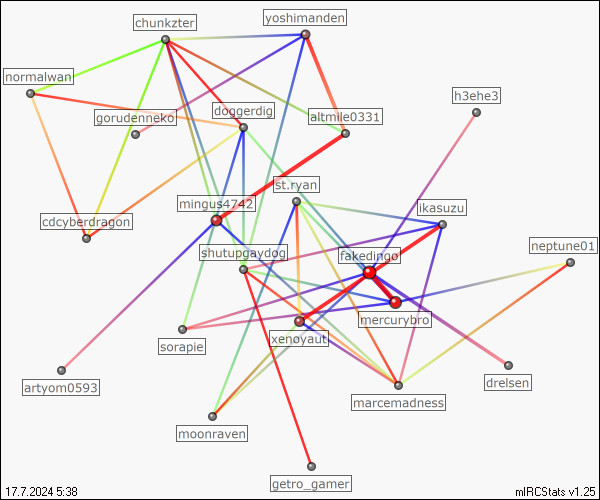 yoshimanden
chunkzter
normalwan
h3ehe3
doggerdig
altmile0331
gorudenneko
st.ryan
mingus4742
ikasuzu
cdcyberdragon
neptune01
shutupgaydog
fakedingo
mercurybro
xenoyaut
sorapie
artyom0593
drelsen
marcemadness
moonraven
getro_gamer
17.7.2024 5:38
mIRCStats v1.25